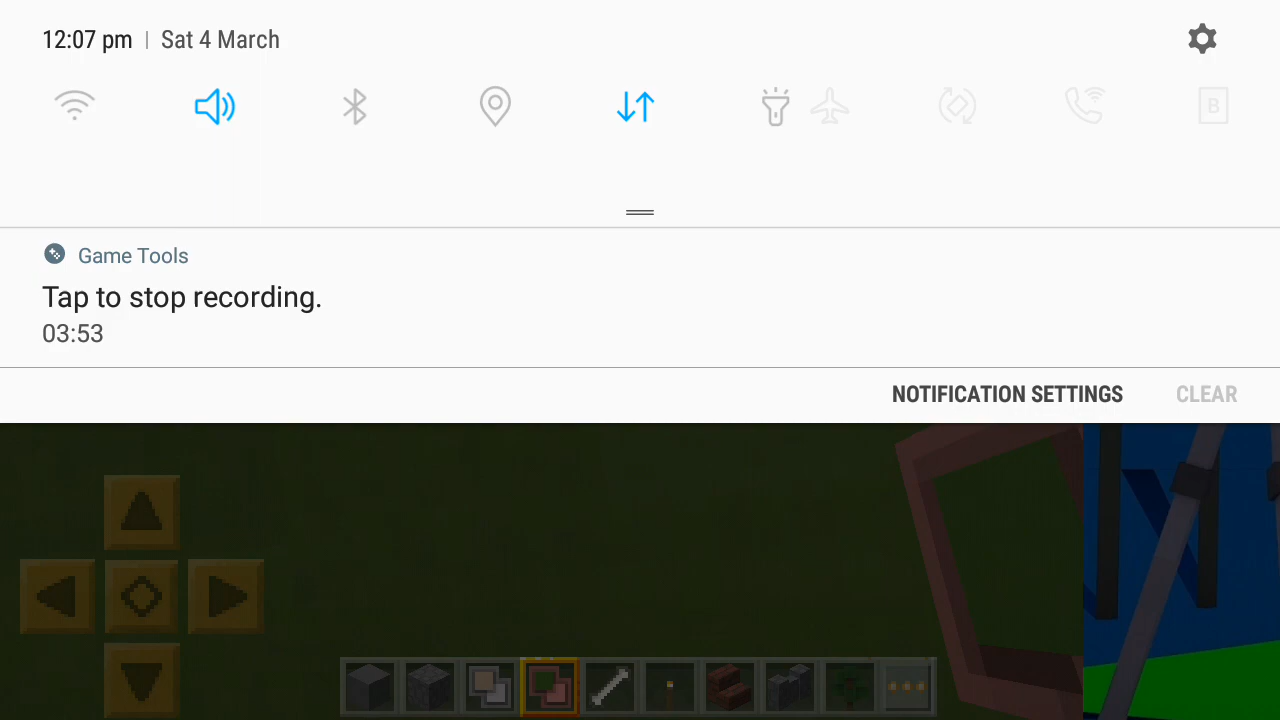 12:07 pm | Sat 4 March
B
Game Tools
Tap to stop recording.
03:53
NOTIFICATION SETTINGS CLEAR